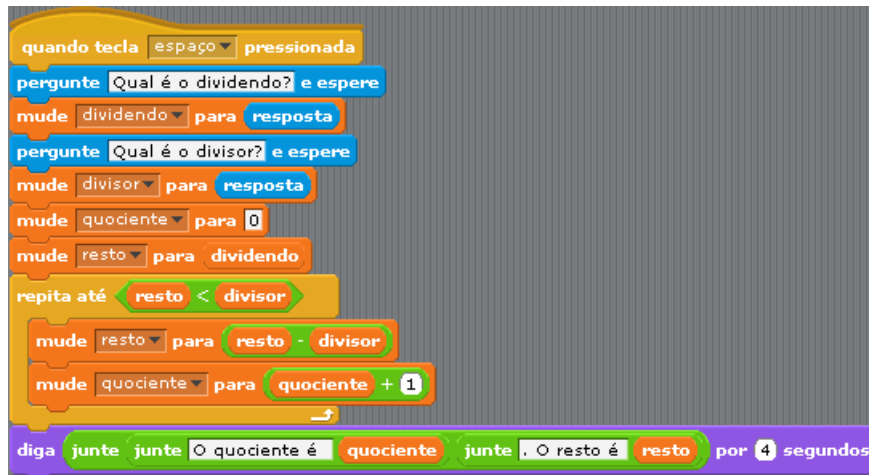 quando tecla espaço pressionada
pergunte Qual é o dividendo? e espere
mude dividendo para resposta
pergunte Qual é o divisor? e espere
mude divisor para resposta
mude quociente para 0
mude resto para dividendo
repita até resto < divisor
mude resto para resto - divisor
mude quociente para quociente + 1
diga junte junte O quociente é quociente junte . O resto é resto por 4 segundos